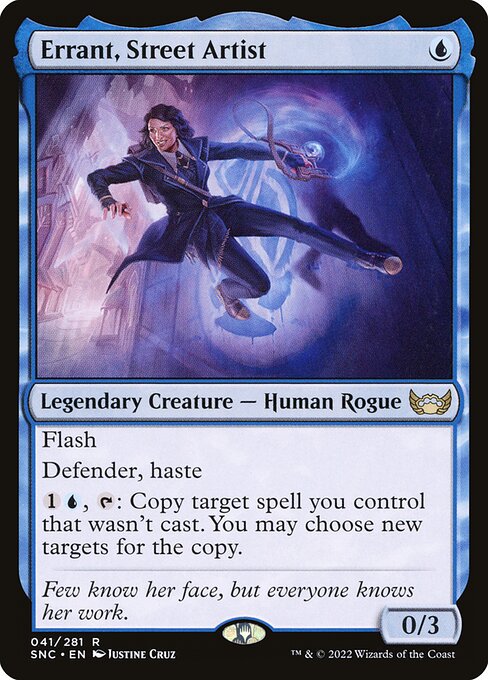 Errant, Street Artist
Legendary Creature — Human Rogue
Flash
Defender, haste
1, : Copy target spell you control
that wasn't cast. You may choose new
targets for the copy.
Few know her face, but everyone knows
her work.
0/3
041/281 R
SNC • EN Justine Cruz
™ & © 2022 Wizards of the Coast